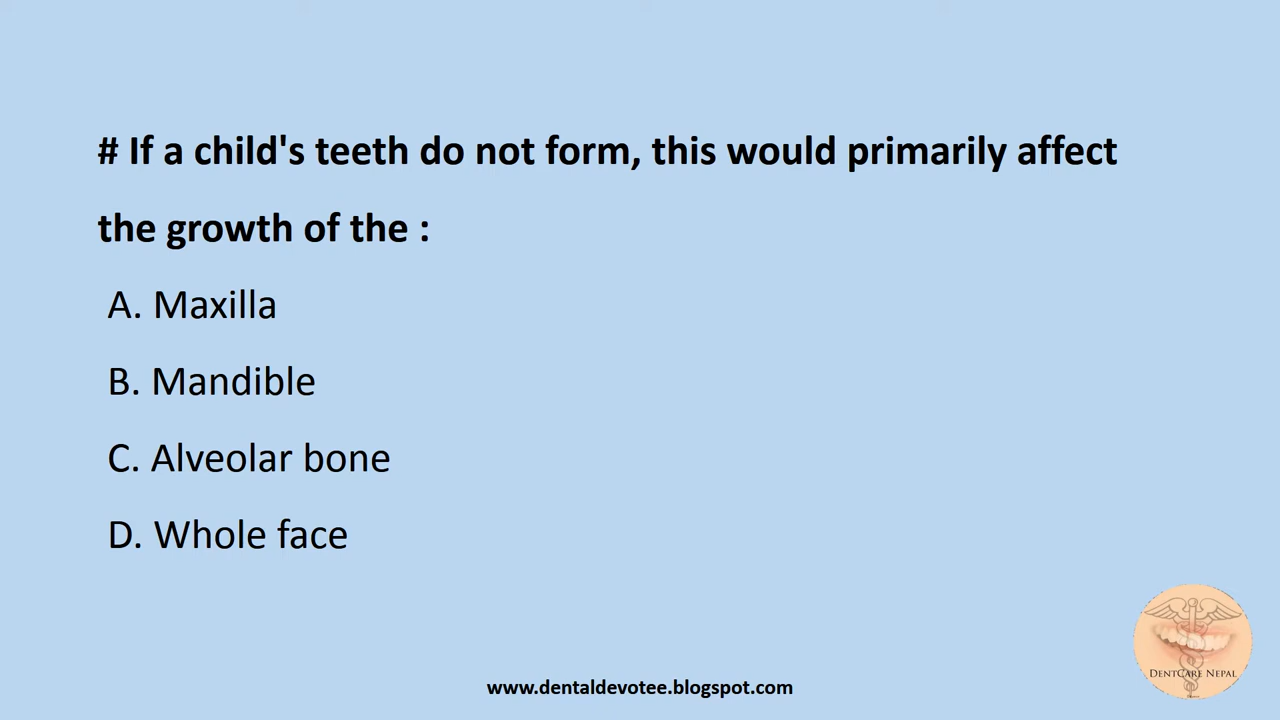 # If a child's teeth do not form, this would primarily affect
the growth of the :
A. Maxilla
B. Mandible
C. Alveolar bone
D. Whole face
DentCare Nepal
www.dentaldevotee.blogspot.com